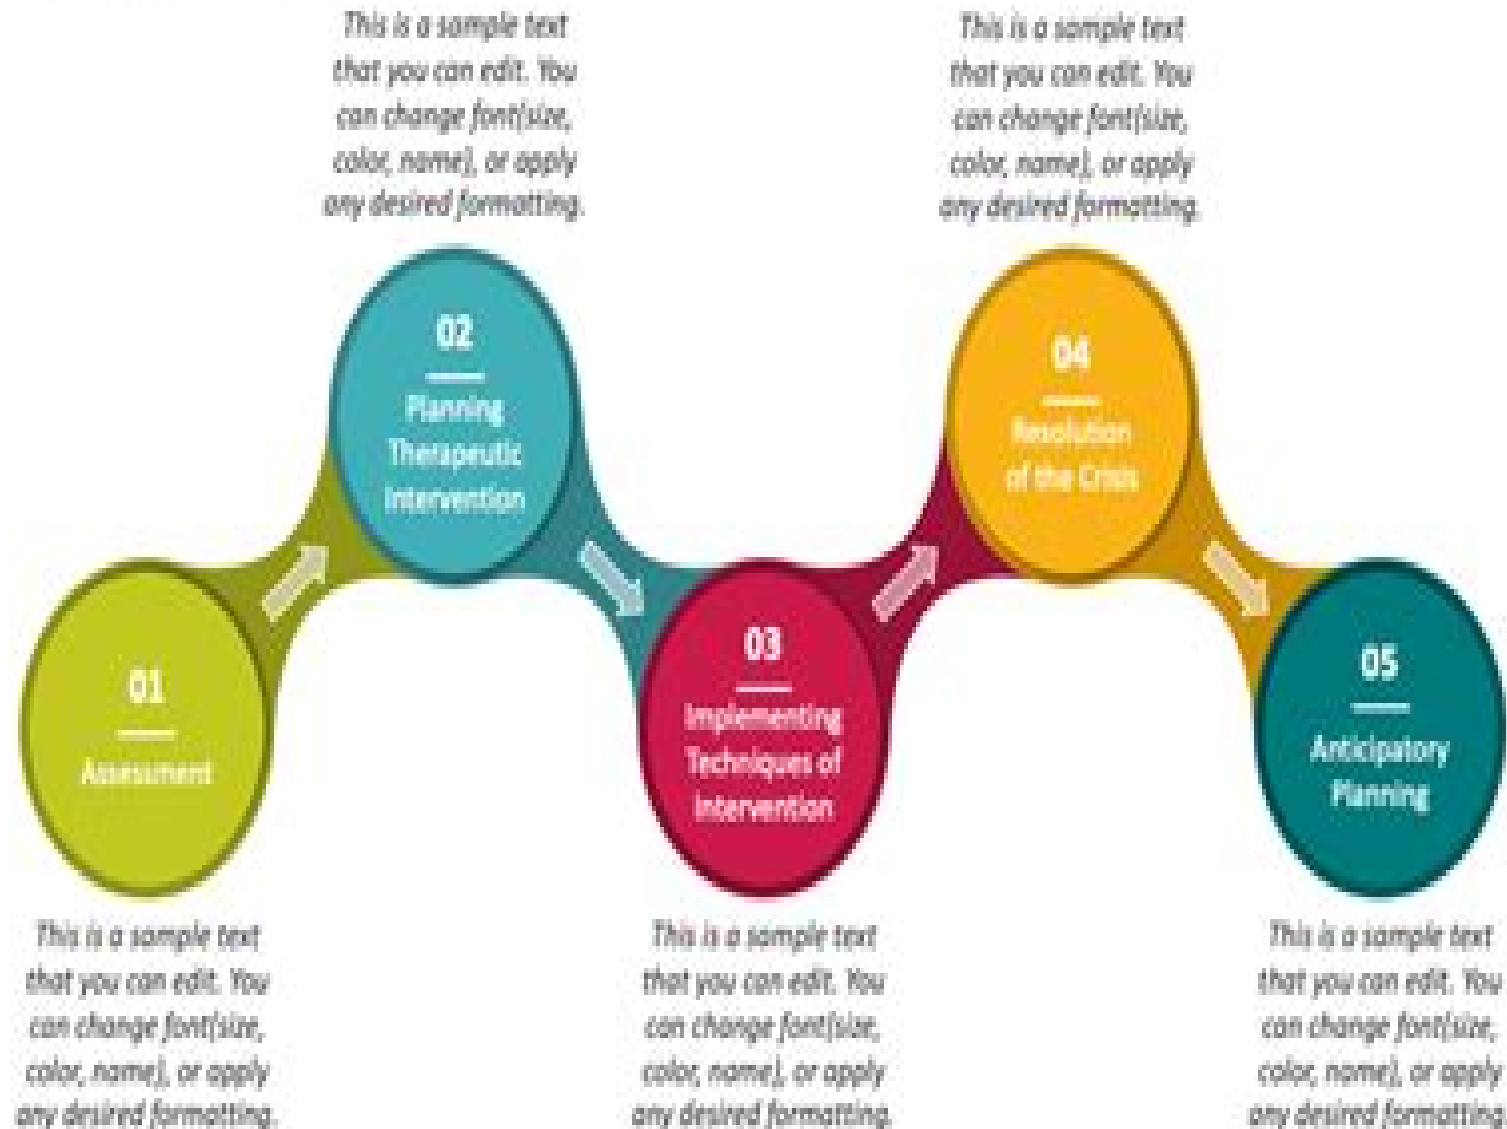 This is a sample text
that you can edit. You
can change font(size,
color, name), or apply
any desired formatting.
This is a sample text
that you can edit. You
can change font(size,
color, name), or apply
any desired formatting.
01
Assessment
02
Planning
Therapeutic
Intervention
03
Implementing
Techniques of
Intervention
04
Resolution
of the Crisis
05
Anticipatory
Planning
This is a sample text
that you can edit. You
can change font(size,
color, name), or apply
any desired formatting.
This is a sample text
that you can edit. You
can change font(size,
color, name), or apply
any desired formatting.
This is a sample text
that you can edit. You
can change font(size,
color, name), or apply
any desired formatting.